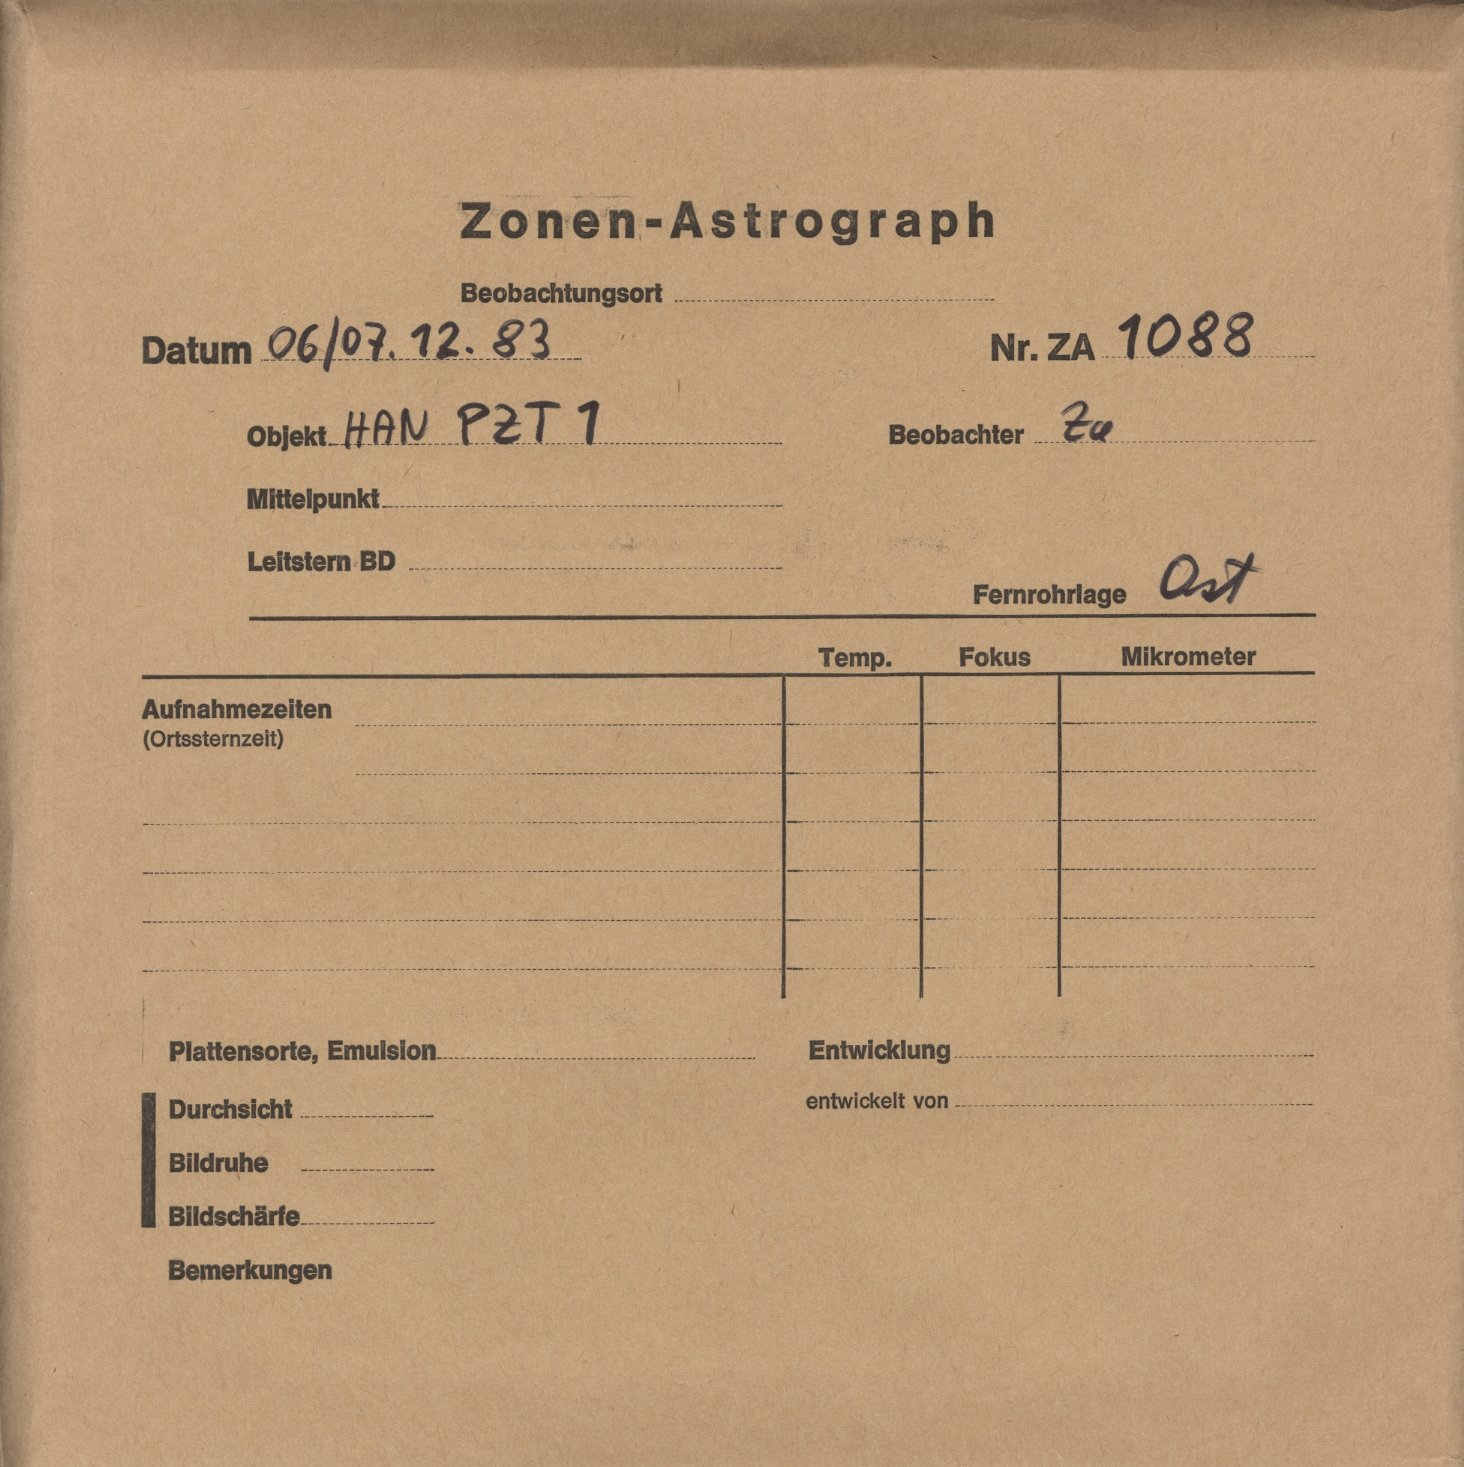 Zonen-Astrograph
Beobachtungsort
Datum 06/07. 12. 83
Nr. ZA 1088
Objekt HAN PZT 1
Beobachter Zu
Mittelpunkt
Leitstern BD
Fernrohrlage Ost
Temp. Fokus Mikrometer
Aufnahmezeiten
(Ortssternzeit)
Plattensorte, Emulsion
Entwicklung
Durchsicht
entwickelt von
Bildruhe
Bildschärfe
Bemerkungen